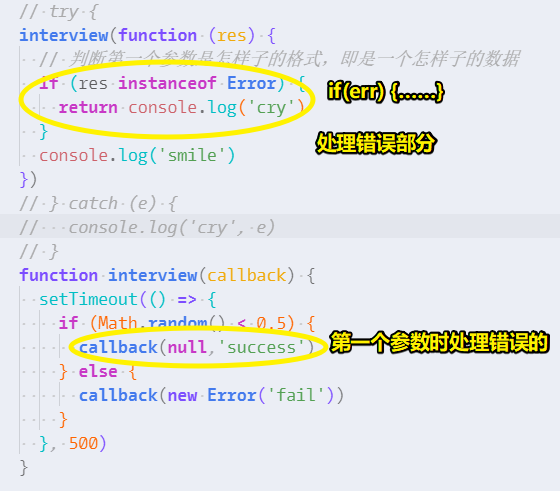 // try {
interview(function (res) {
// 判断第一个参数是怎样子的格式，即是一个怎样子的数据
if (res instanceof Error) {
return console.log('cry')
}
console.log('smile')
})
// } catch (e) {
//   console.log('cry', e)
// }
function interview(callback) {
setTimeout(() => {
if (Math.random() < 0.5) {
callback(null,'success')
} else {
callback(new Error('fail'))
}
}, 500)
}
if(err) {......}
处理错误部分
第一个参数时处理错误的